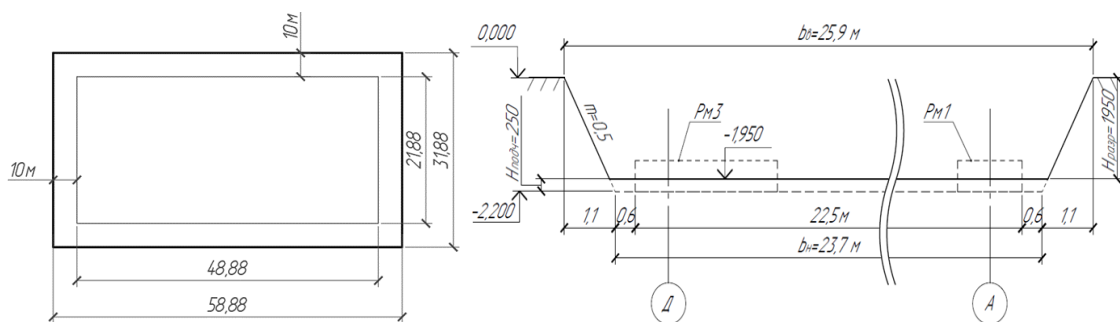 10м
10м
21,88
31,88
48,88
58,88
0,000
bв=25,9 м
m=0,5
Рм3
Рм1
-1,950
Hподч=250
Hразр=1950
-2,200
1,1
0,6
22,5м
0,6
1,1
bн=23,7 м
Д
А